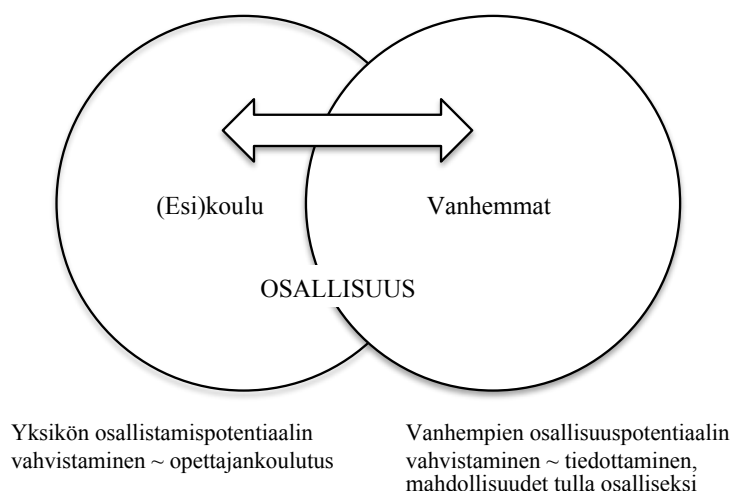 (Esi)koulu
Vanhemmat
OSALLISUUS
Yksikön osallistamispotentiaalin
vahvistaminen ~ opettajankoulutus
Vanhempien osallisuuspotentiaalin
vahvistaminen ~ tiedottaminen,
mahdollisuudet tulla osalliseksi